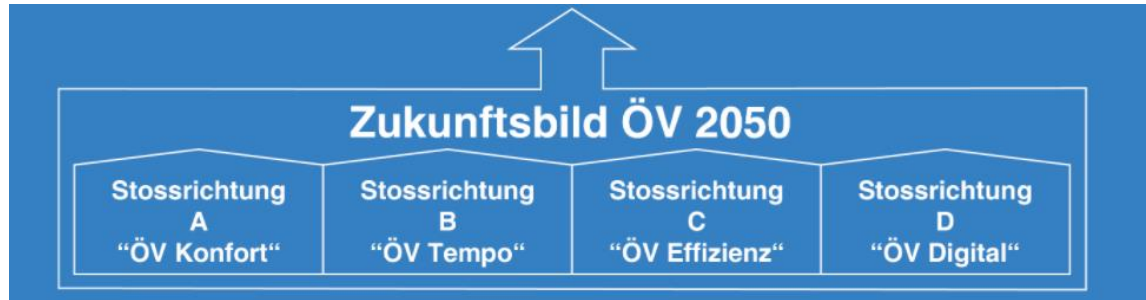 Zukunftsbild ÖV 2050
Stossrichtung
A
“ÖV Konfort“
Stossrichtung
B
“ÖV Tempo“
Stossrichtung
C
“ÖV Effizienz“
Stossrichtung
D
“ÖV Digital“